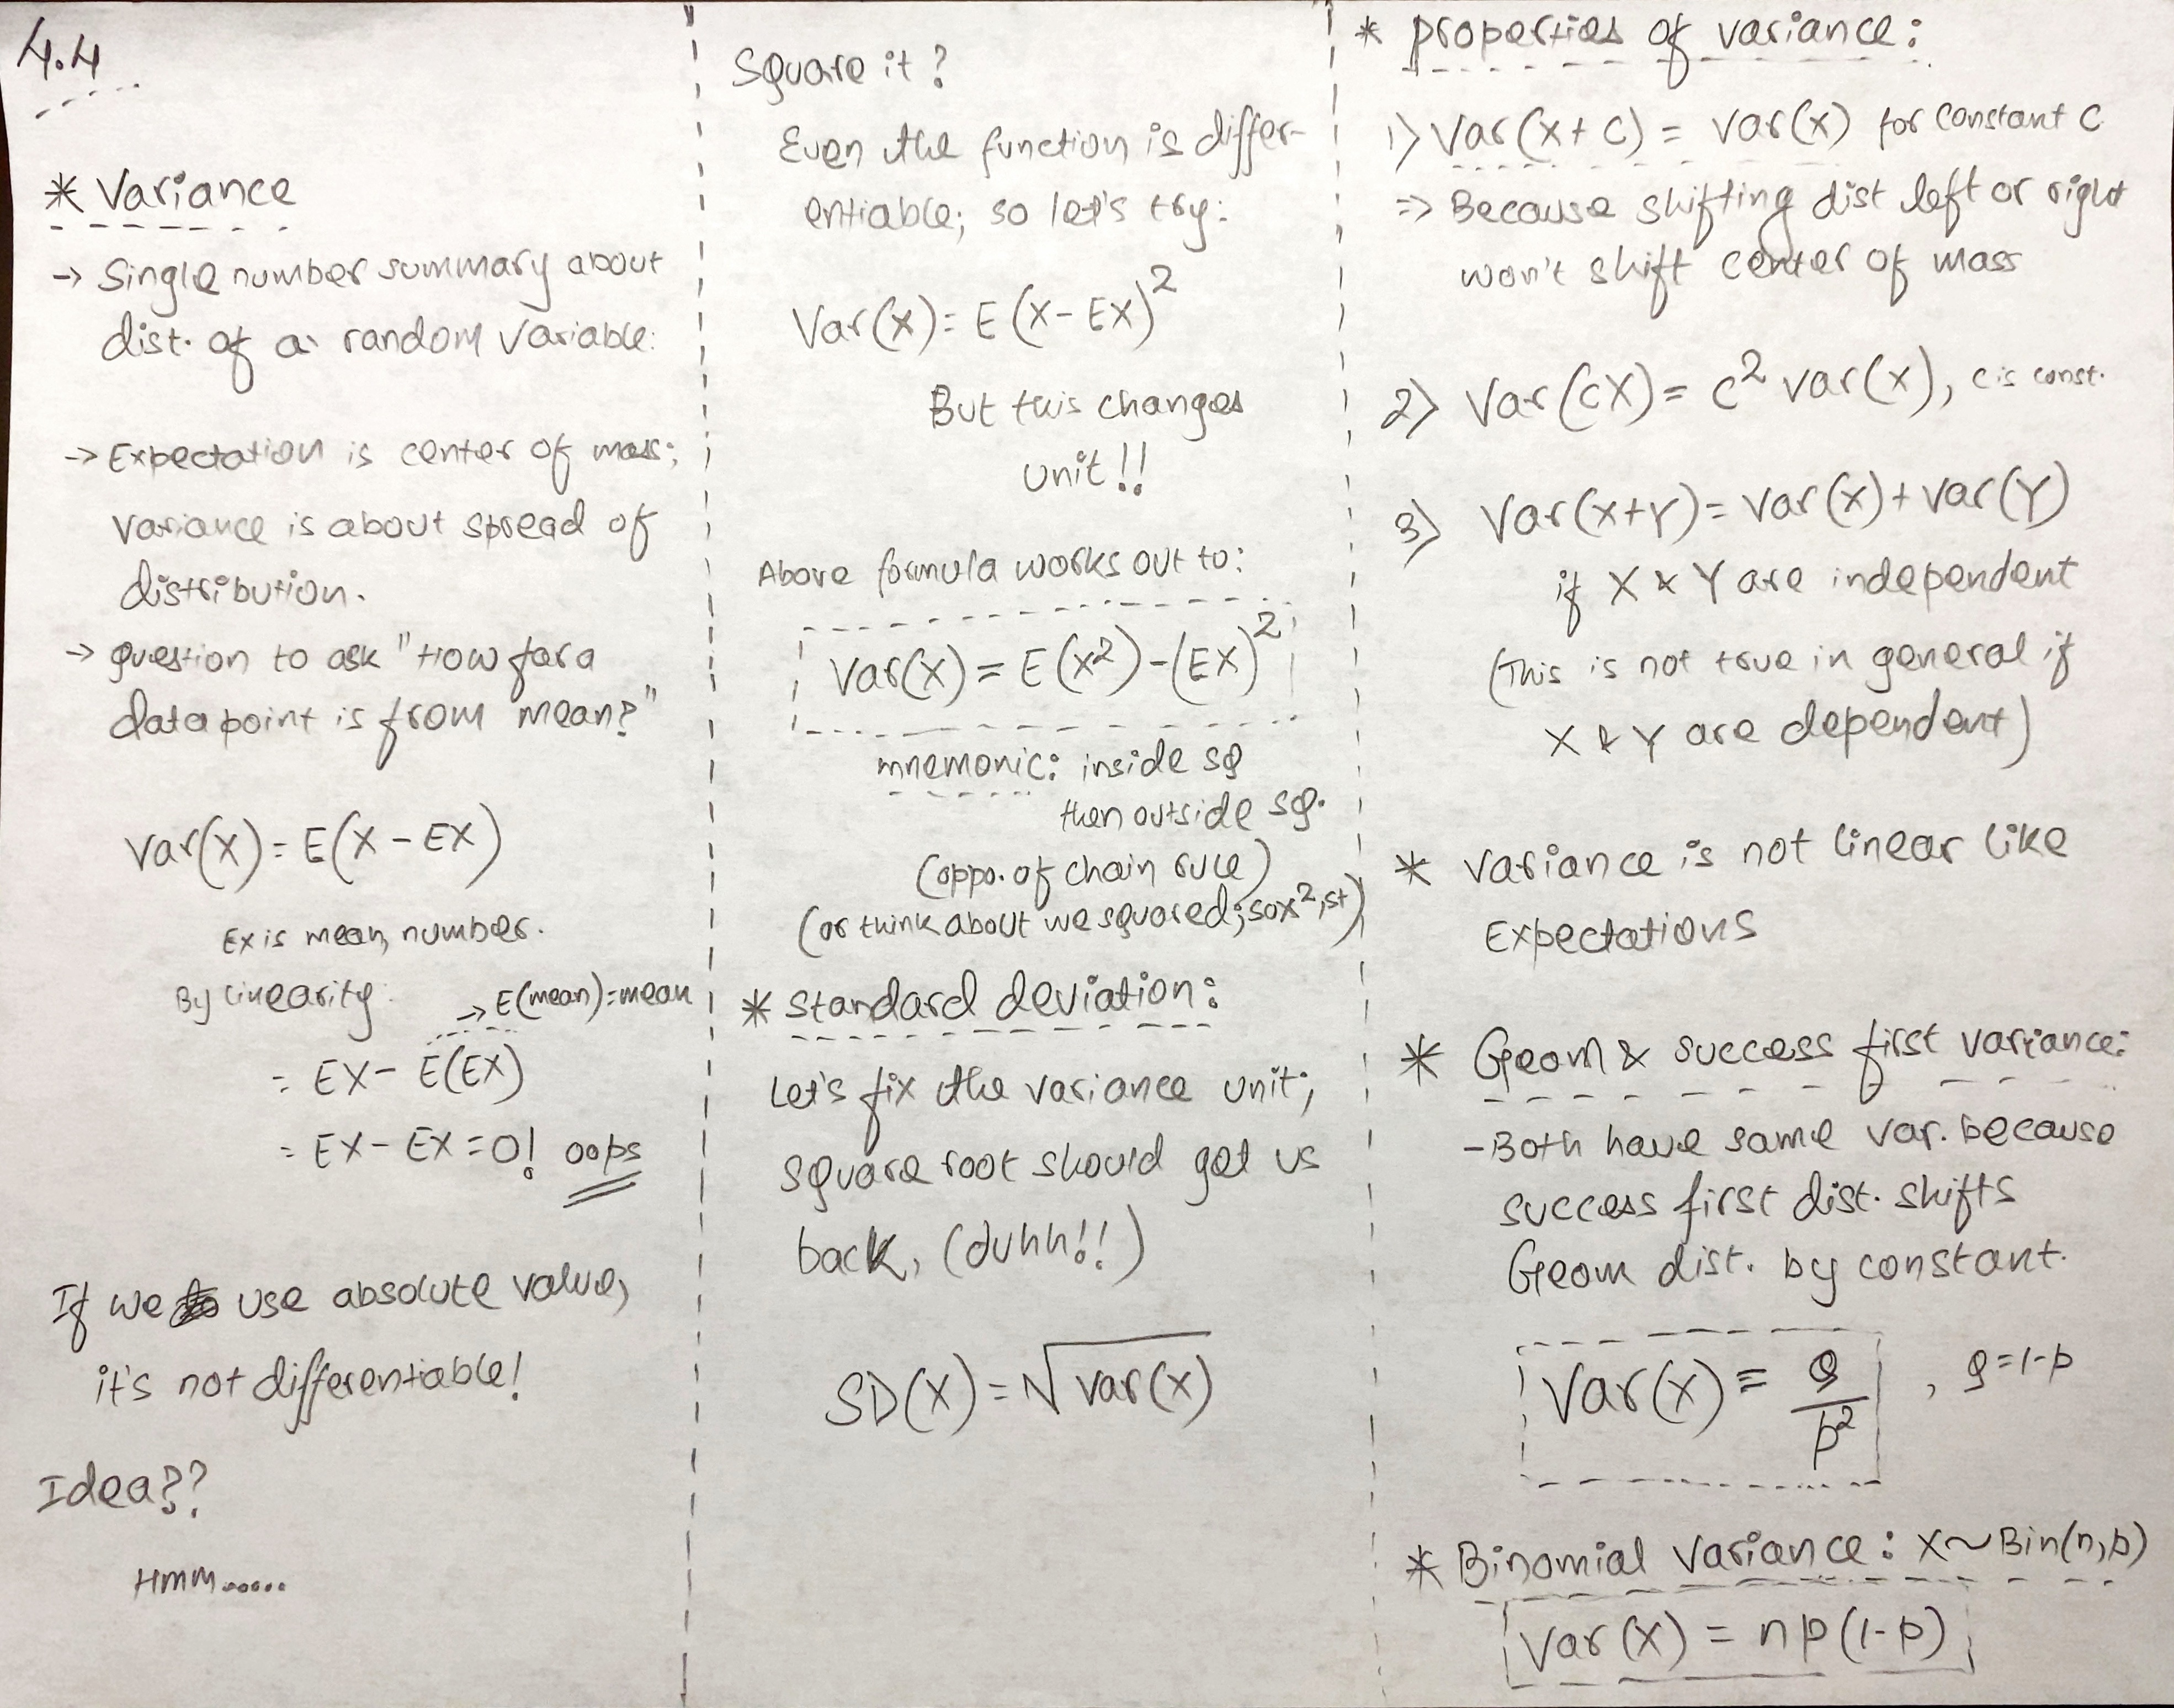 4.4
* Variance
→ Single number summary about
dist. of a random variable.
→ Expectation is center of mass;
variance is about spread of
distribution.
→ question to ask "How far a
data point is from mean?"
Var(X) = E(X - EX)
EX is mean, number.
By linearity:
→ E(mean)=mean
= EX - E(EX)
= EX - EX = 0! oops
If we use absolute value,
it's not differentiable!
Idea??
Hmm......
Square it?
Even the function is differ-
entiable; so let's try:
Var(X) = E(X - EX)²
But this changes
unit!!
Above formula works out to:
Var(X) = E(X²) - (EX)²
mnemonic: inside sq
then outside sq.
(oppo. of chain rule)
(or think about we squared; so x² 1st)
* Standard deviation:
Let's fix the variance unit;
square root should get us
back, (duhh!!)
SD(X) = √var(X)
* properties of variance:
1) Var(X+C) = Var(X) for constant C
=> Because shifting dist left or right
won't shift center of mass
2) Var(CX) = C² var(X), C is const.
3) Var(X+Y) = Var(X) + Var(Y)
if X & Y are independent
(This is not true in general if
X & Y are dependent)
* Variance is not linear like
Expectations
* Geom & success first variance:
- Both have same var. because
success first dist. shifts
Geom dist. by constant.
Var(X) = q/p² , q=1-p
* Binomial Variance: X~Bin(n,p)
Var(X) = np(1-p)